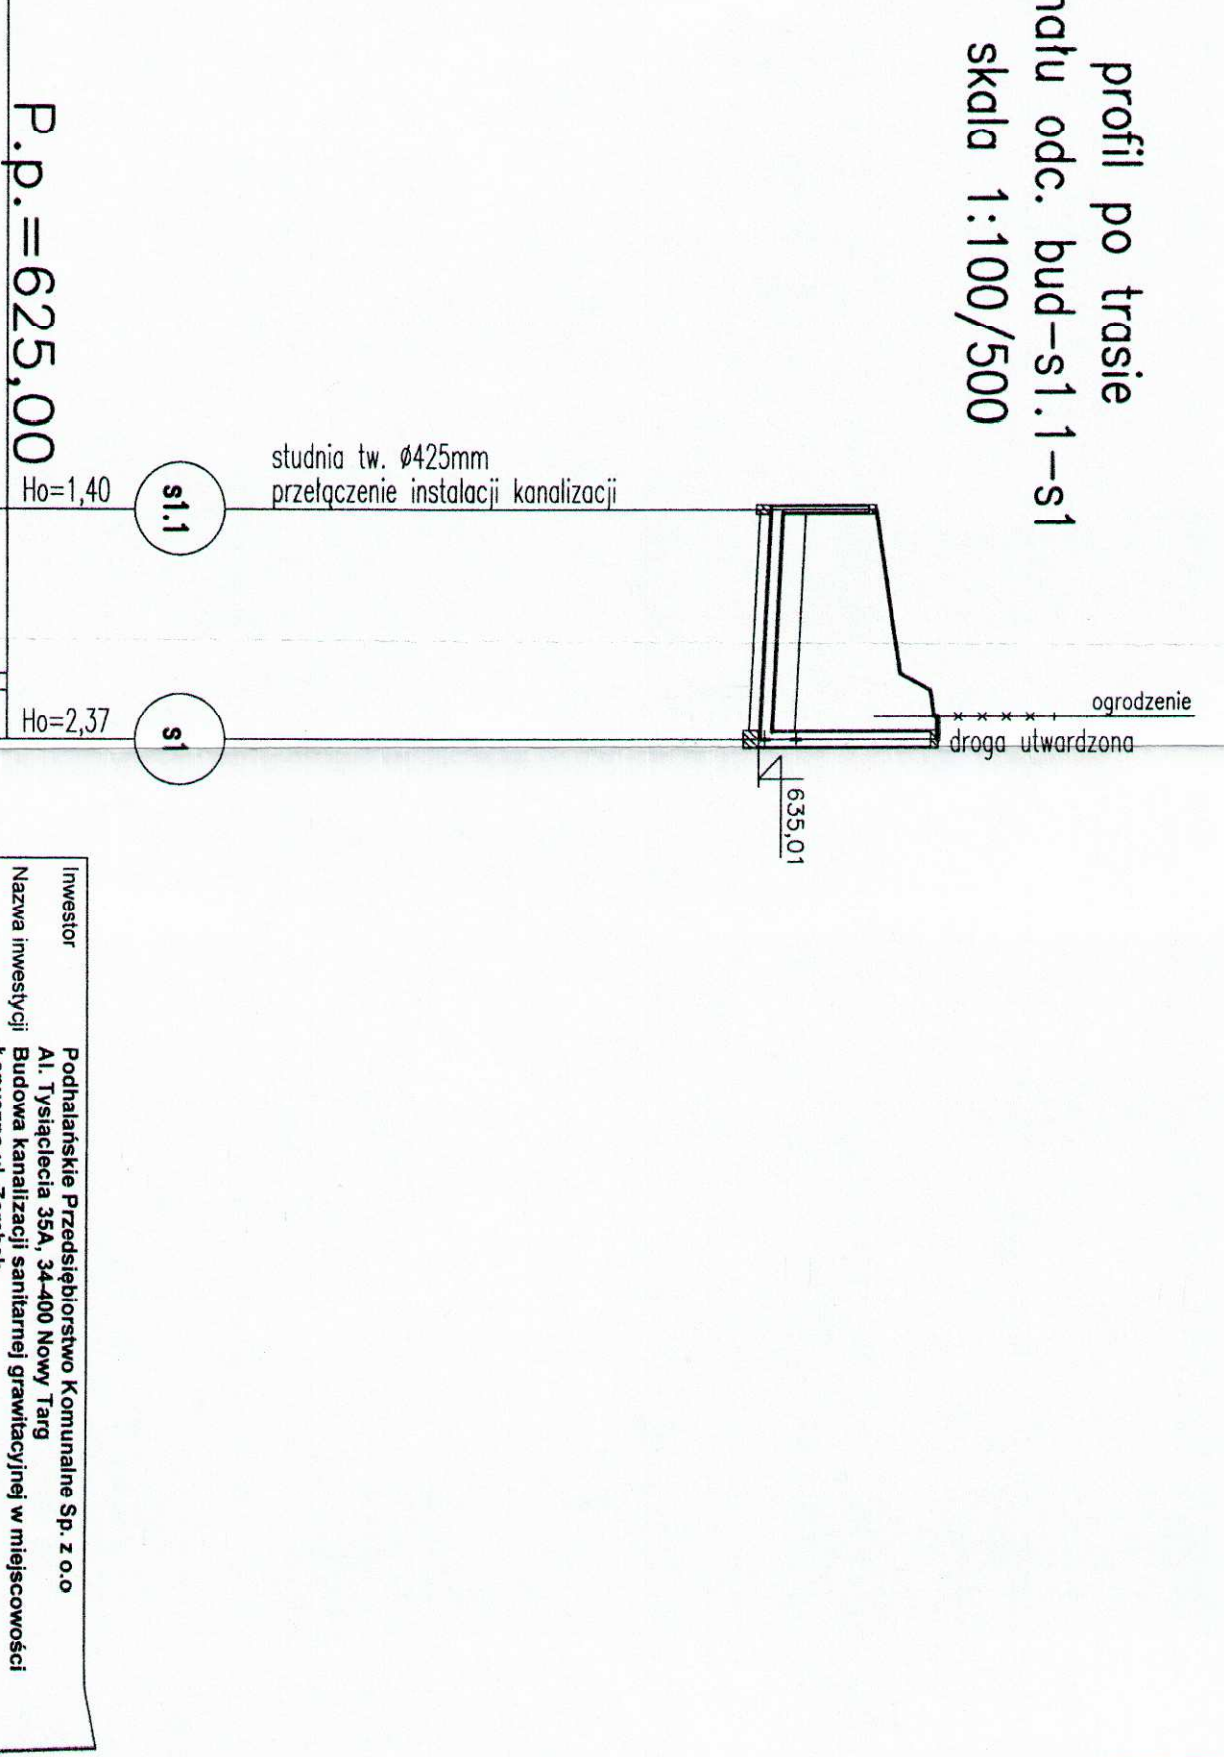 profil po trasie
odc. bud-s1.1-s1
skala 1:100/500
P.p.=625,00
Ho=1,40
s1.1
studnia tw. ø425mm
przełączenie instalacji kanalizacji
Ho=2,37
s1
ogrodzenie
droga utwardzona
635,01
Inwestor Podhalańskie Przedsiębiorstwo Komunalne Sp. z o.o
Al. Tysiąclecia 35A, 34-400 Nowy Targ
Nazwa inwestycji Budowa kanalizacji sanitarnej grawitacyjnej w miejscowości